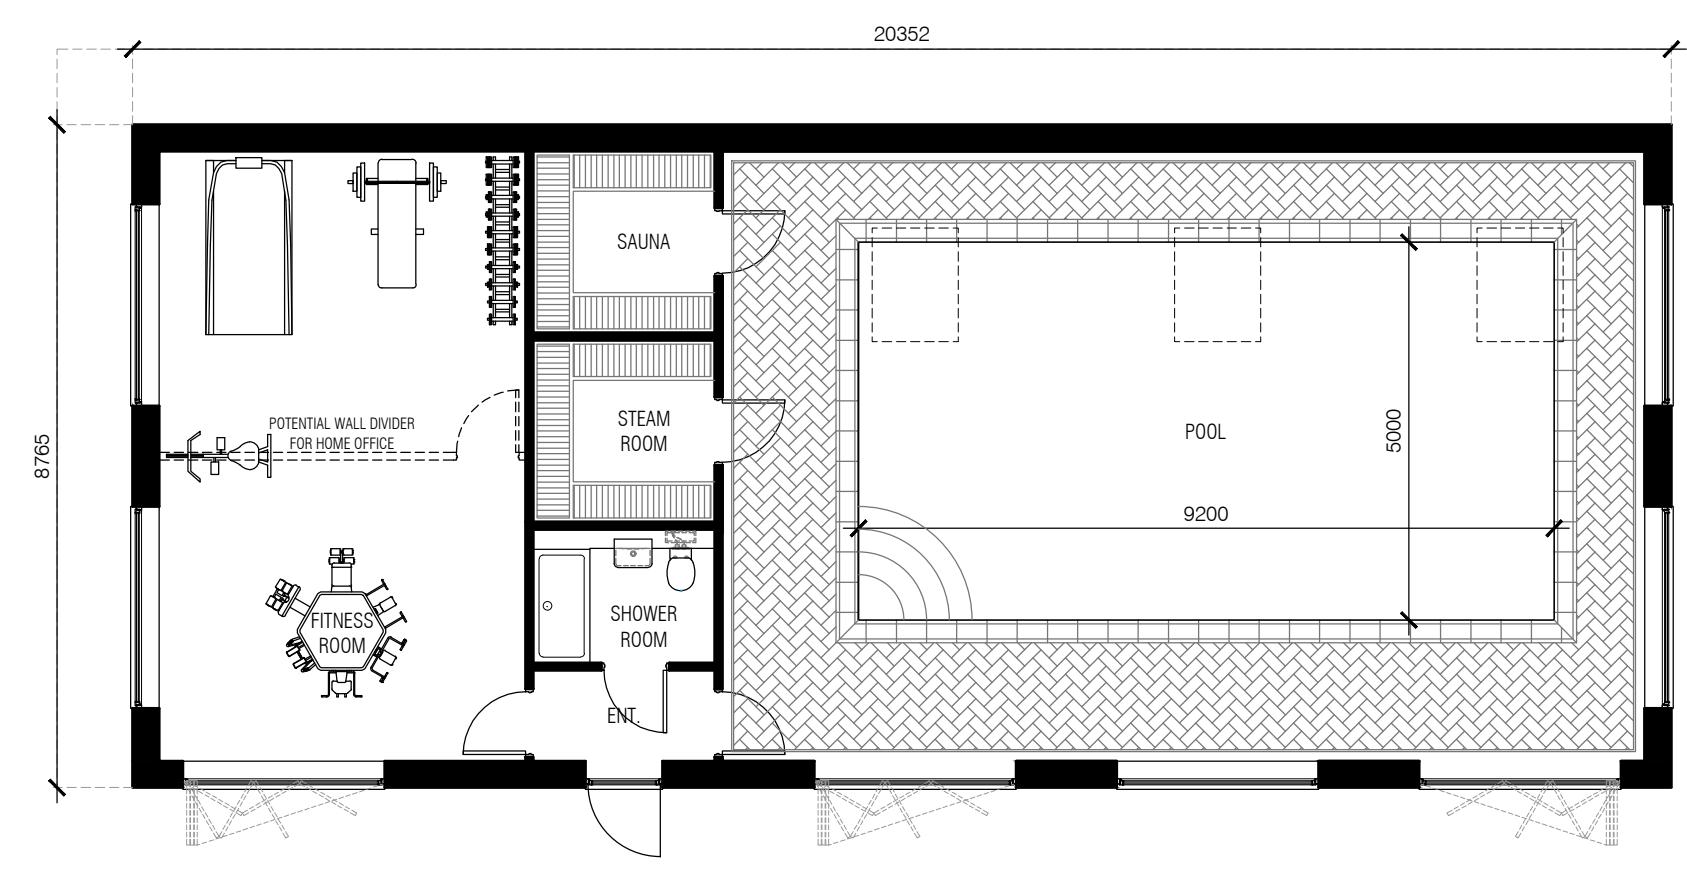 20352
8765
SAUNA
POTENTIAL WALL DIVIDER
FOR HOME OFFICE
STEAM
ROOM
POOL
5000
9200
FITNESS
ROOM
SHOWER
ROOM
ENT.